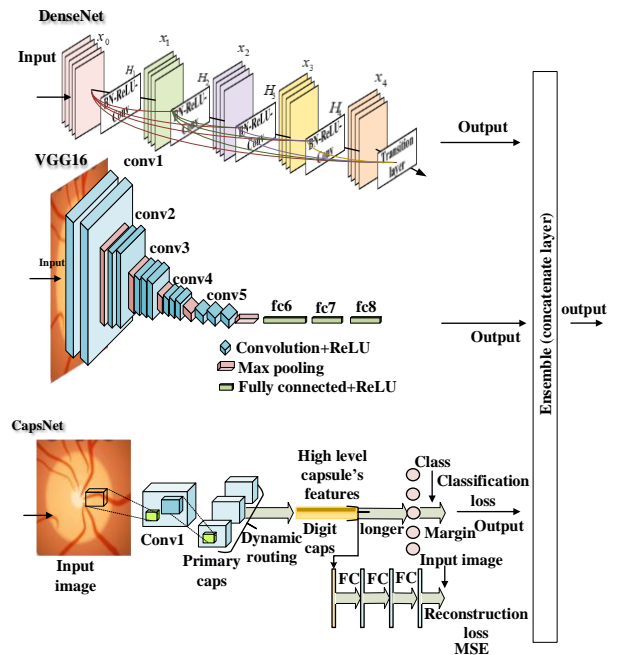 DenseNet
Input
x0
x1
x2
x3
x4
H1
H2
H3
H4
BN-ReLU-
Conv
BN-ReLU-
Conv
BN-ReLU-
Conv
BN-ReLU-
Conv
Transition
layer
Output
VGG16
conv1
conv2
conv3
conv4
conv5
Input
fc6
fc7
fc8
Output
Convolution+ReLU
Max pooling
Fully connected+ReLU
Ensemble (concatenate layer)
output
CapsNet
Input
image
Conv1
Primary
caps
Dynamic
routing
High level
capsule's
features
Digit
caps
longer
Class
Classification
loss
Output
Margin
Input image
FC
FC
FC
Reconstruction
loss
MSE